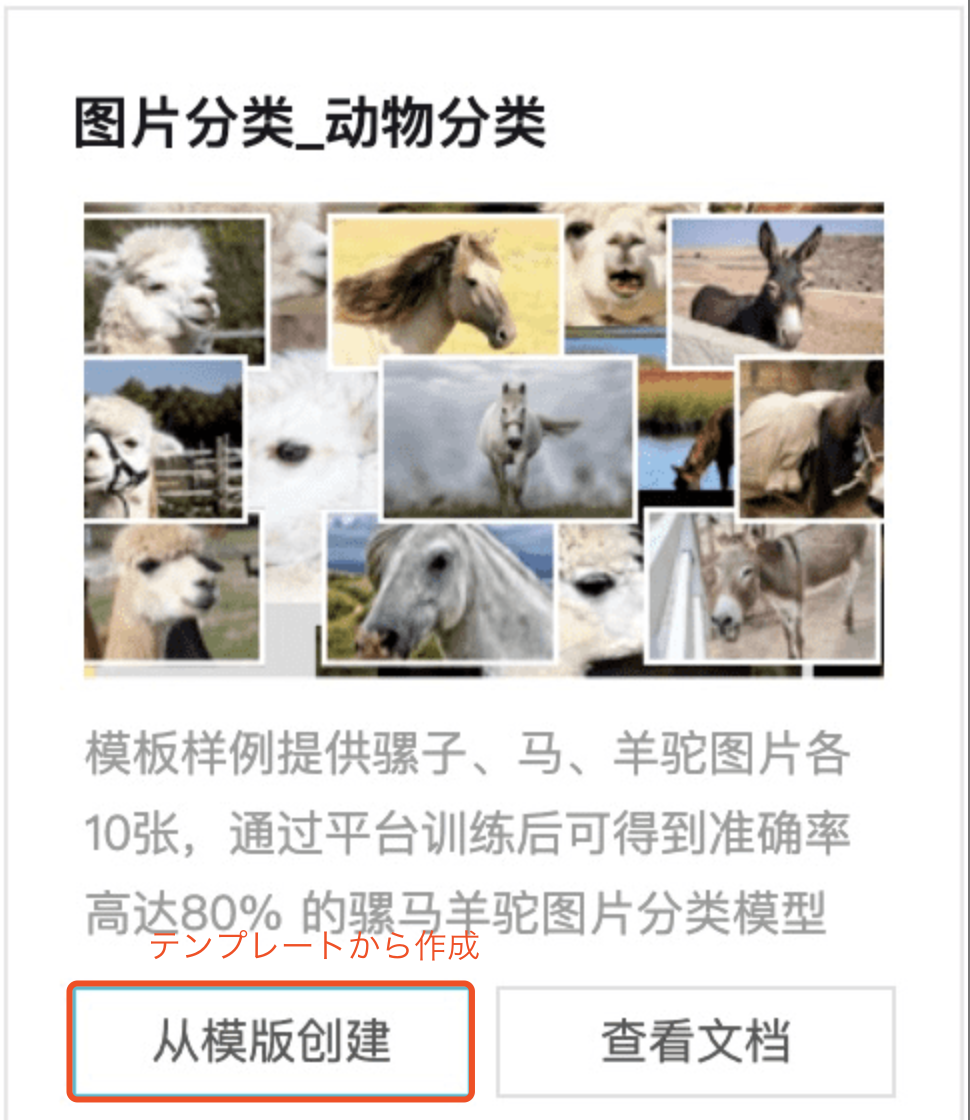 图片分类_动物分类
模板样例提供骡子、马、羊驼图片各
10张，通过平台训练后可得到准确率
高达80% 的骡马羊驼图片分类模型
テンプレートから作成
从模版创建
查看文档